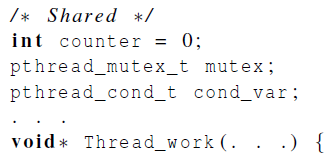 /* Shared */
int counter = 0;
pthread_mutex_t mutex;
pthread_cond_t cond_var;
. . .
void* Thread_work(. . .) {